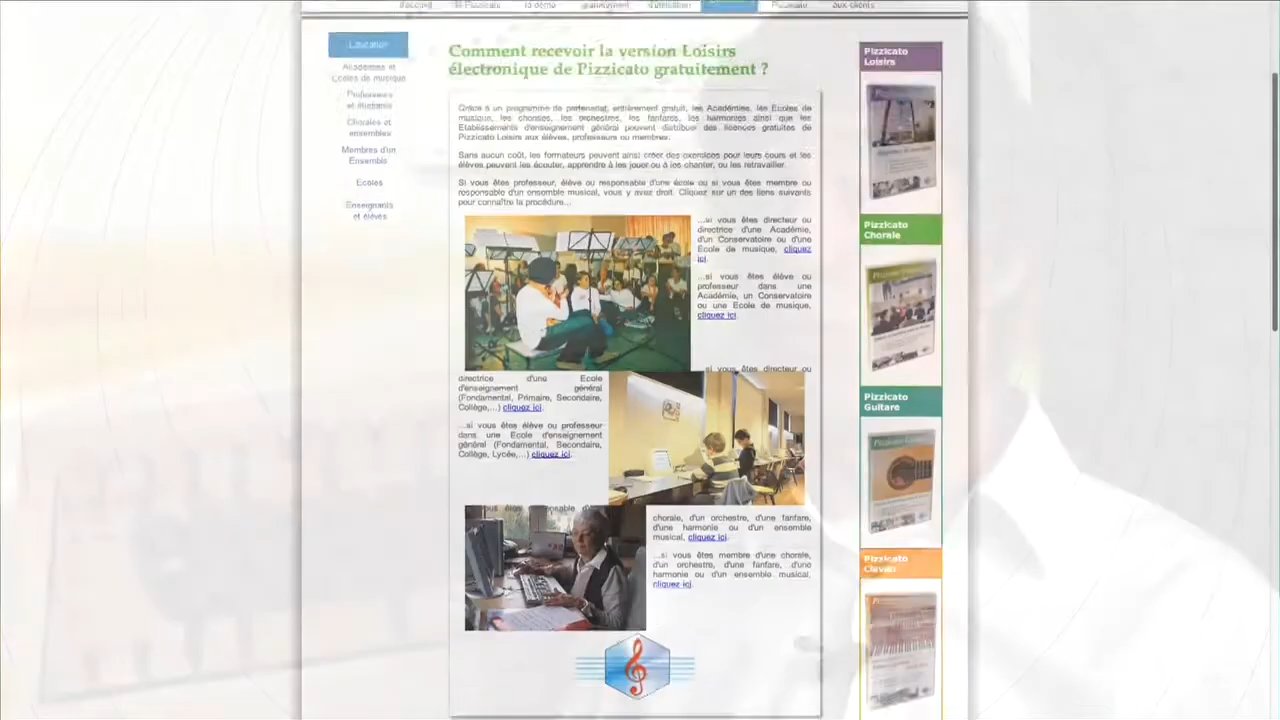 d'accueil
la démo
d'utilisation
Pizzicato
aux clients
Education
Académies et
Ecoles de musique
Professeurs
et étudiants
Chorales et
ensembles
Membres d'un
Ensemble
Ecoles
Enseignants
et élèves
Comment recevoir la version Loisirs
électronique de Pizzicato gratuitement ?
Grâce à un programme de partenariat, entièrement gratuit, les Académies, les Ecoles de
musique, les chorales, les orchestres, les fanfares, les harmonies ainsi que les
Etablissements d'enseignement général peuvent distribuer des licences gratuites de
Pizzicato Loisirs aux élèves, professeurs ou membres.
Sans aucun coût, les formateurs peuvent ainsi créer des exercices pour leurs cours et les
élèves peuvent les écouter, apprendre à les jouer ou à les chanter, ou les retravailler.
Si vous êtes professeur, élève ou responsable d'une école ou si vous êtes membre ou
responsable d'un ensemble musical, vous y avez droit. Cliquez sur un des liens suivants
pour connaître la procédure...
...si vous êtes directeur ou
directrice d'une Académie,
d'un Conservatoire ou d'une
Ecole de musique, cliquez
ici.
...si vous êtes élève ou
professeur dans une
Académie, un Conservatoire
ou une Ecole de musique,
cliquez ici.
si vous êtes directeur ou
directrice d'une Ecole
d'enseignement général
(Fondamental, Primaire, Secondaire,
Collège,...) cliquez ici.
...si vous êtes élève ou professeur
dans une Ecole d'enseignement
général (Fondamental, Secondaire,
Collège, Lycée,...) cliquez ici.
chorale, d'un orchestre, d'une fanfare,
d'une harmonie ou d'un ensemble
musical, cliquez ici.
...si vous êtes membre d'une chorale,
d'un orchestre, d'une fanfare, d'une
harmonie ou d'un ensemble musical,
cliquez ici.
Pizzicato
Loisirs
Pizzicato
Chorale
Pizzicato
Guitare
Pizzicato
Clavier